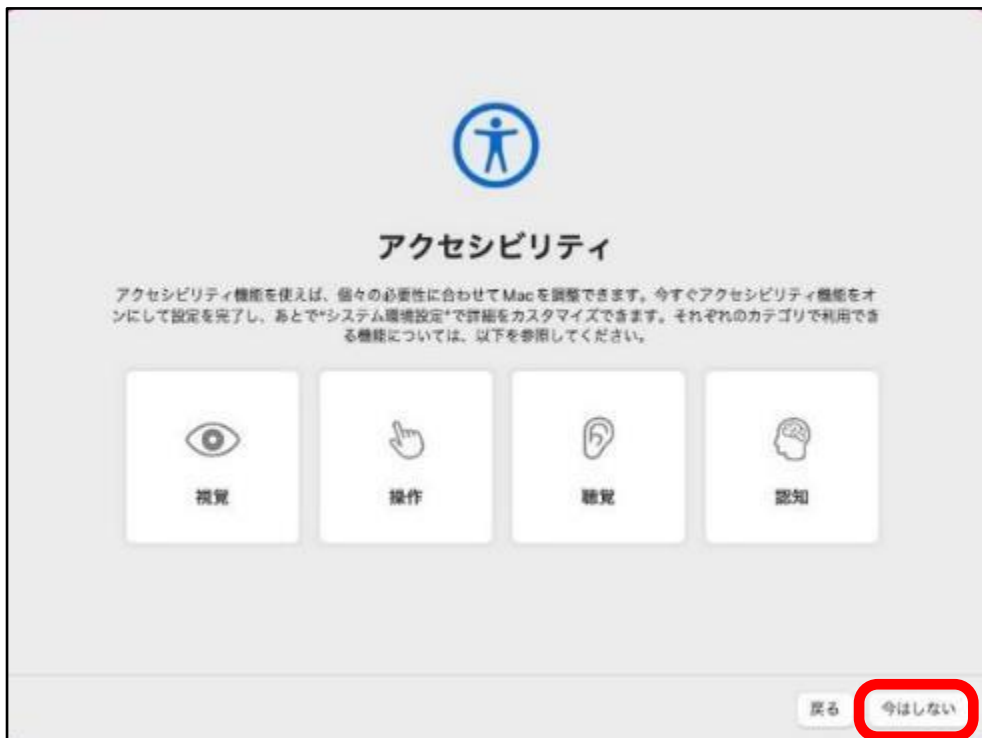 アクセシビリティ
アクセシビリティ機能を使えば、個々の必要性に合わせてMacを調整できます。今すぐアクセシビリティ機能をオ
ンにして設定を完了し、あとで"システム環境設定"で詳細をカスタマイズできます。それぞれのカテゴリで利用でき
る機能については、以下を参照してください。
視覚
操作
聴覚
認知
戻る
今はしない